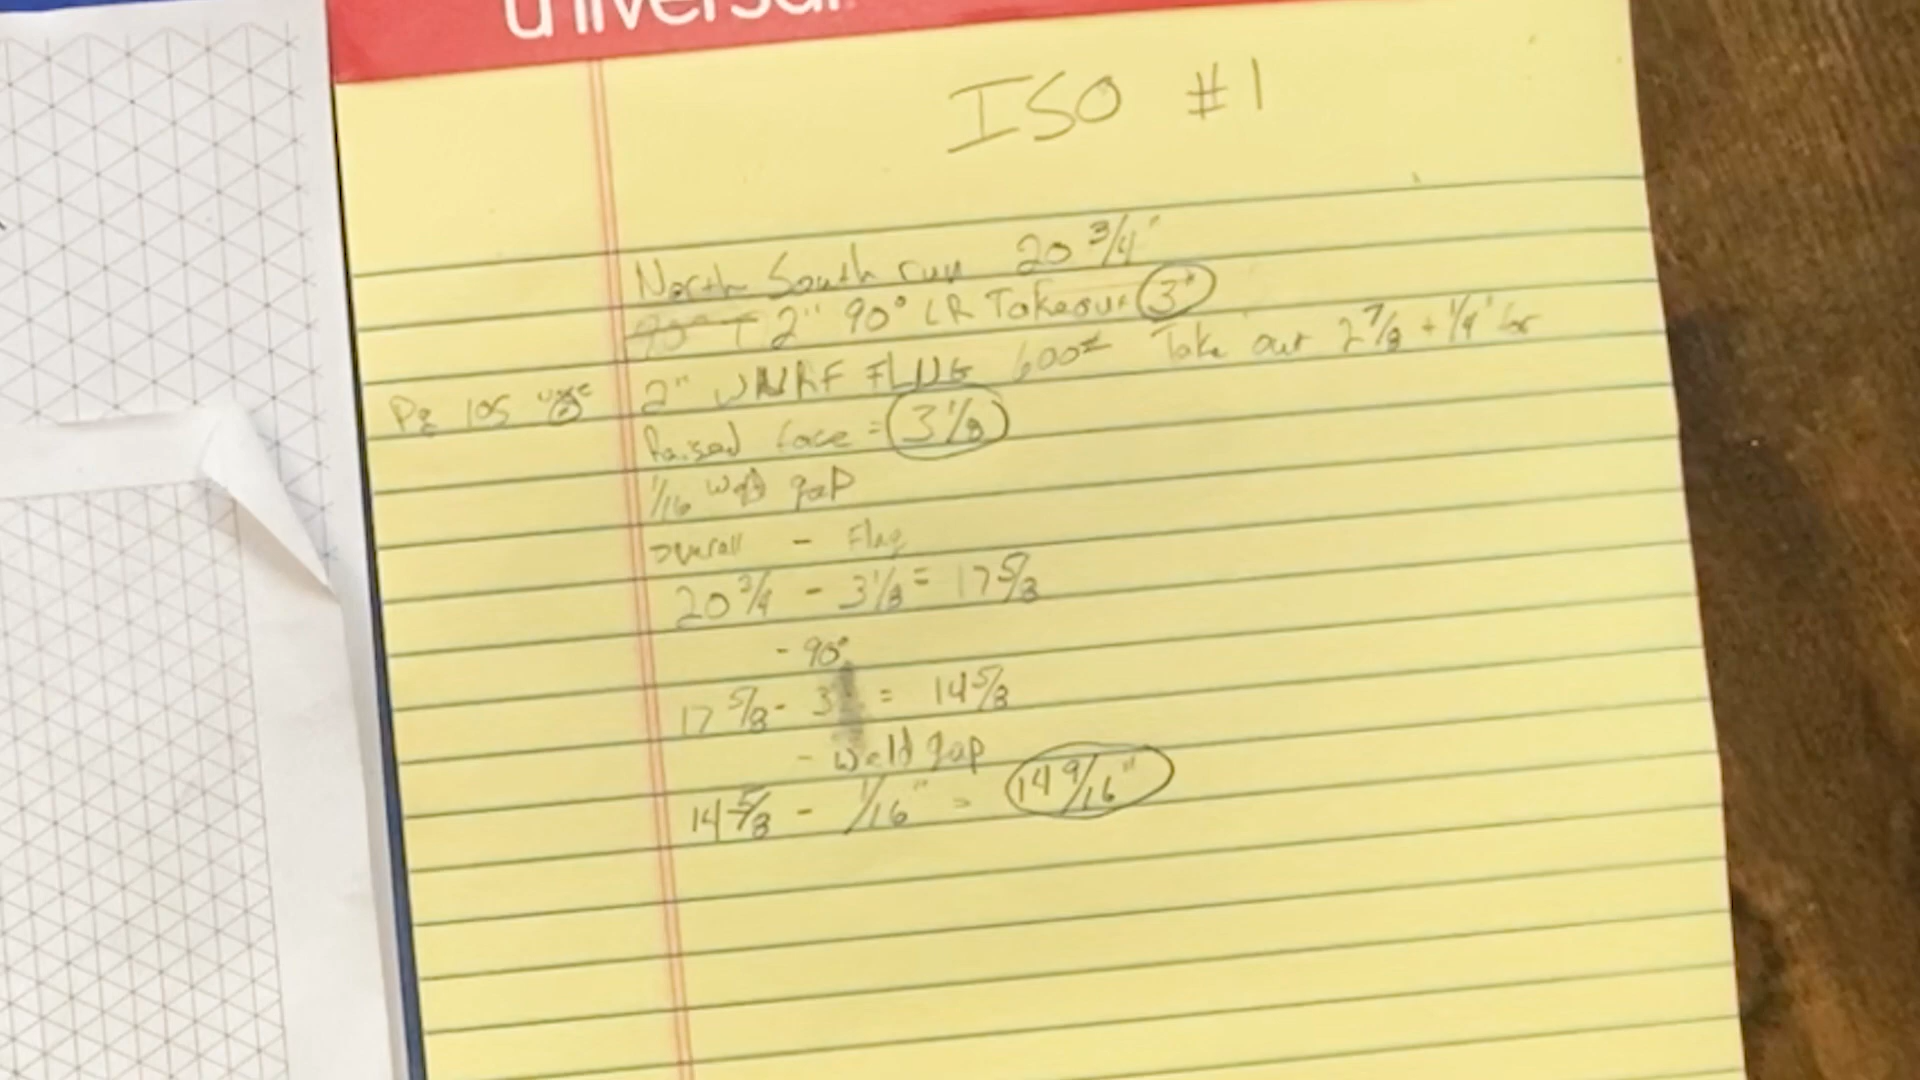 universal
ISO #1
North South run 20 3/4"
2" 90° LR Takeout 3"
Pg 105 2" WNRF FLNG 600# Take out 2 7/8 + 1/4" for
Raised face = 3 1/8
1/16 gap
overall - Flng
20 3/4 - 3 1/8 = 17 5/8
- 90°
17 5/8 - 3 = 14 5/8
- weld gap
14 5/8 - 1/16" = 14 9/16"